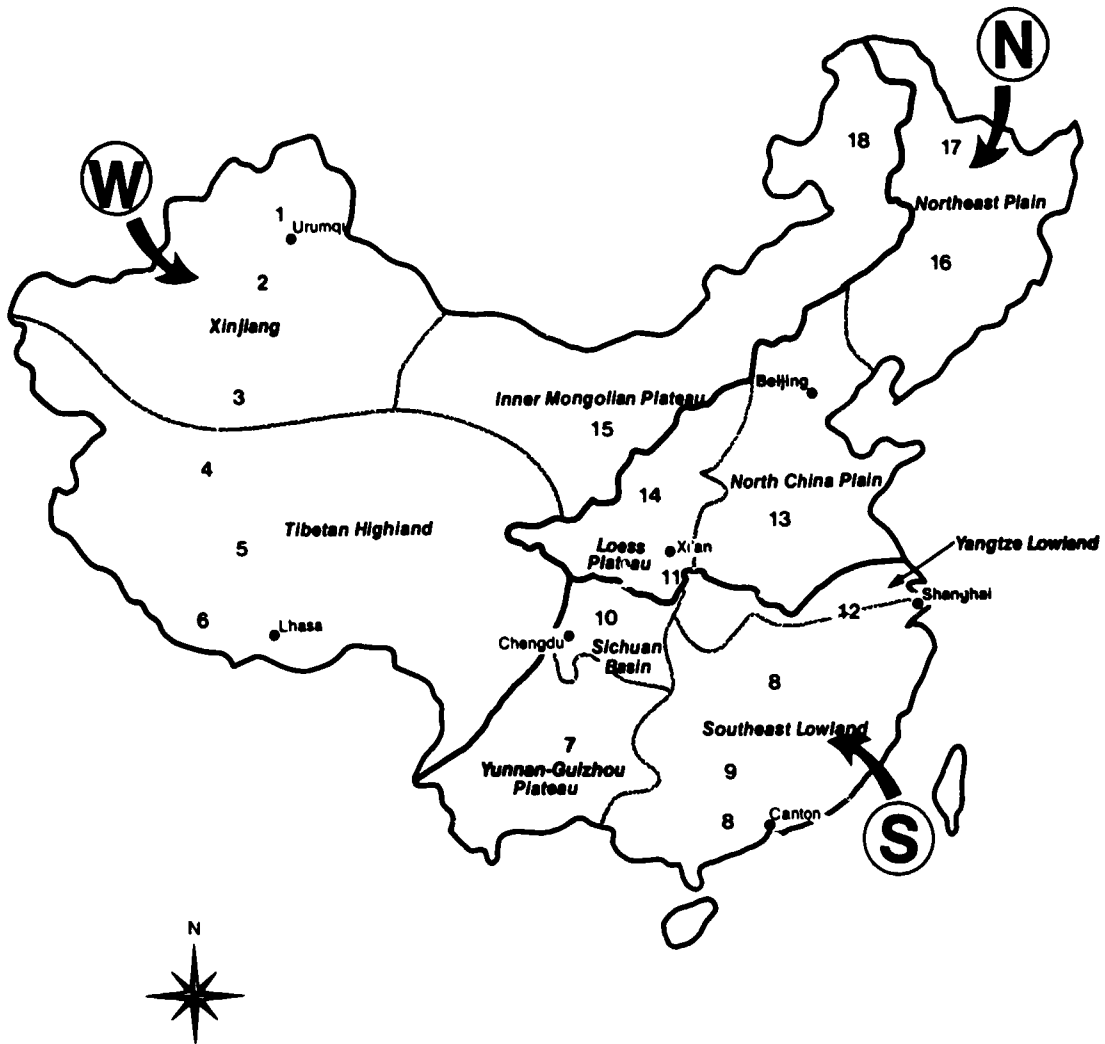 N
W
18
17
Northeast Plain
1
Urumqi
16
2
Xinjiang
Beijing
3
Inner Mongolian Plateau
15
4
North China Plain
14
13
Tibetan Highland
Yangtze Lowland
5
Loess
Plateau
Xi'an
11
Shanghai
12
6
Lhasa
10
Chengdu
Sichuan
Basin
8
Southeast Lowland
7
Yunnan-Guizhou
Plateau
9
8
Canton
S
N